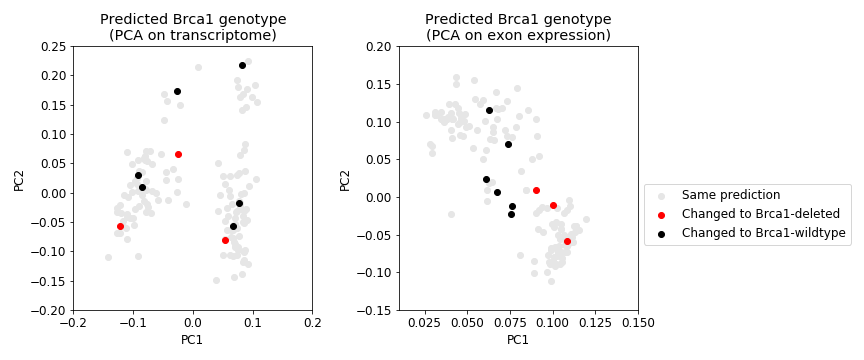 Predicted Brca1 genotype
(PCA on transcriptome)
0.25
0.20
0.15
0.10
0.05
0.00
−0.05
−0.10
−0.15
−0.20
PC2
−0.2
−0.1
0.0
0.1
0.2
PC1
Predicted Brca1 genotype
(PCA on exon expression)
0.20
0.15
0.10
0.05
0.00
−0.05
−0.10
−0.15
PC2
0.025
0.050
0.075
0.100
0.125
0.150
PC1
Same prediction
Changed to Brca1-deleted
Changed to Brca1-wildtype